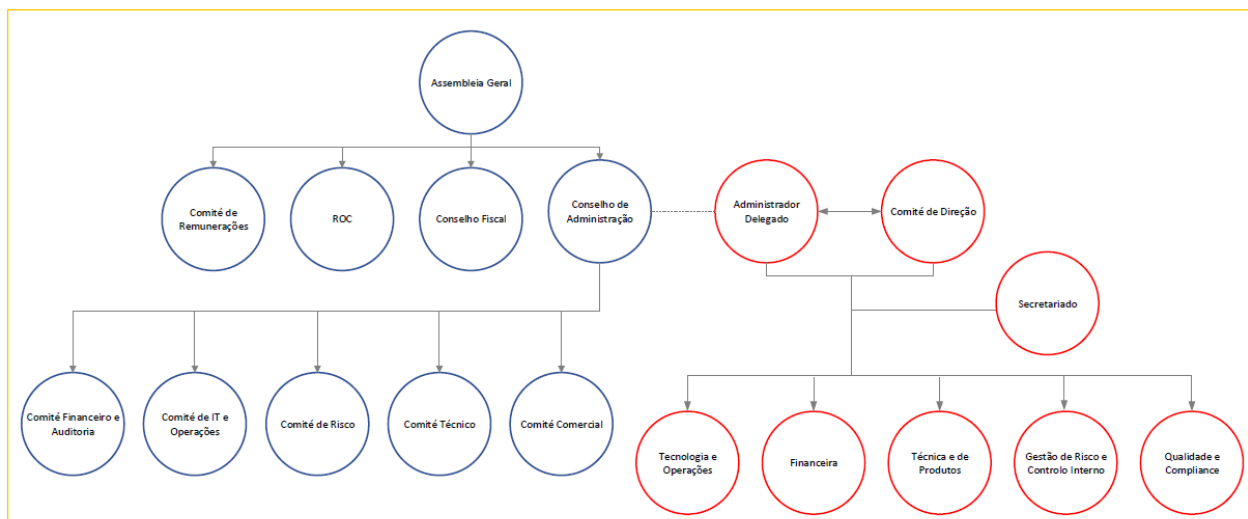 Assembleia Geral
Comité de
Remunerações
ROC
Conselho Fiscal
Conselho de
Administração
Administrador
Delegado
Comité de Direção
Secretariado
Comité Financeiro e
Auditoria
Comité de IT e
Operações
Comité de Risco
Comité Técnico
Comité Comercial
Tecnologia e
Operações
Financeira
Técnica e de
Produtos
Gestão de Risco e
Controlo Interno
Qualidade e
Compliance